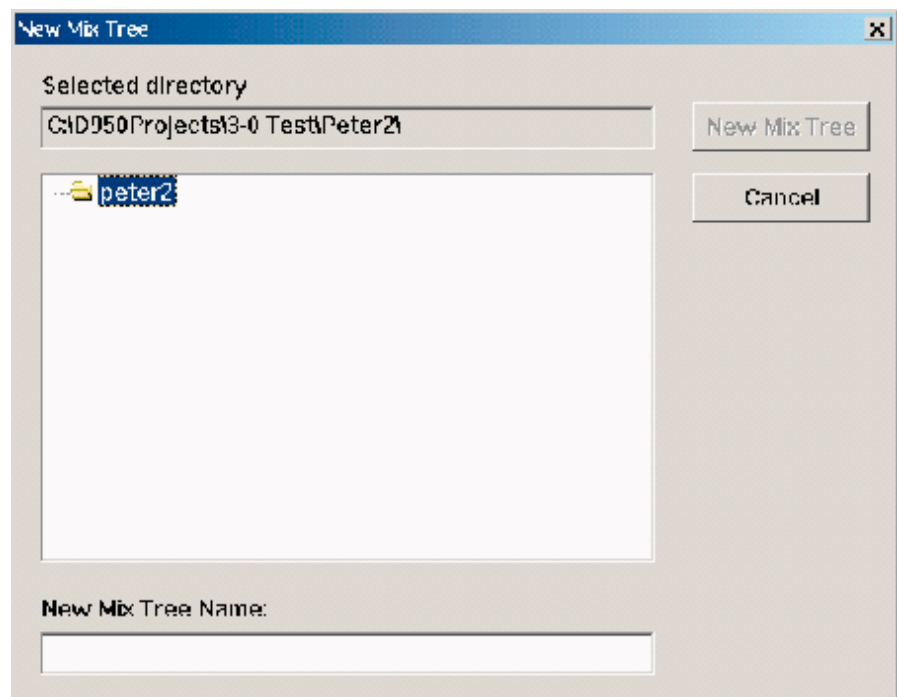 New Mix Tree
Selected directory
C:\D950Projects\3-0 Test\Peter2\
New Mix Tree
peter2
Cancel
New Mix Tree Name: